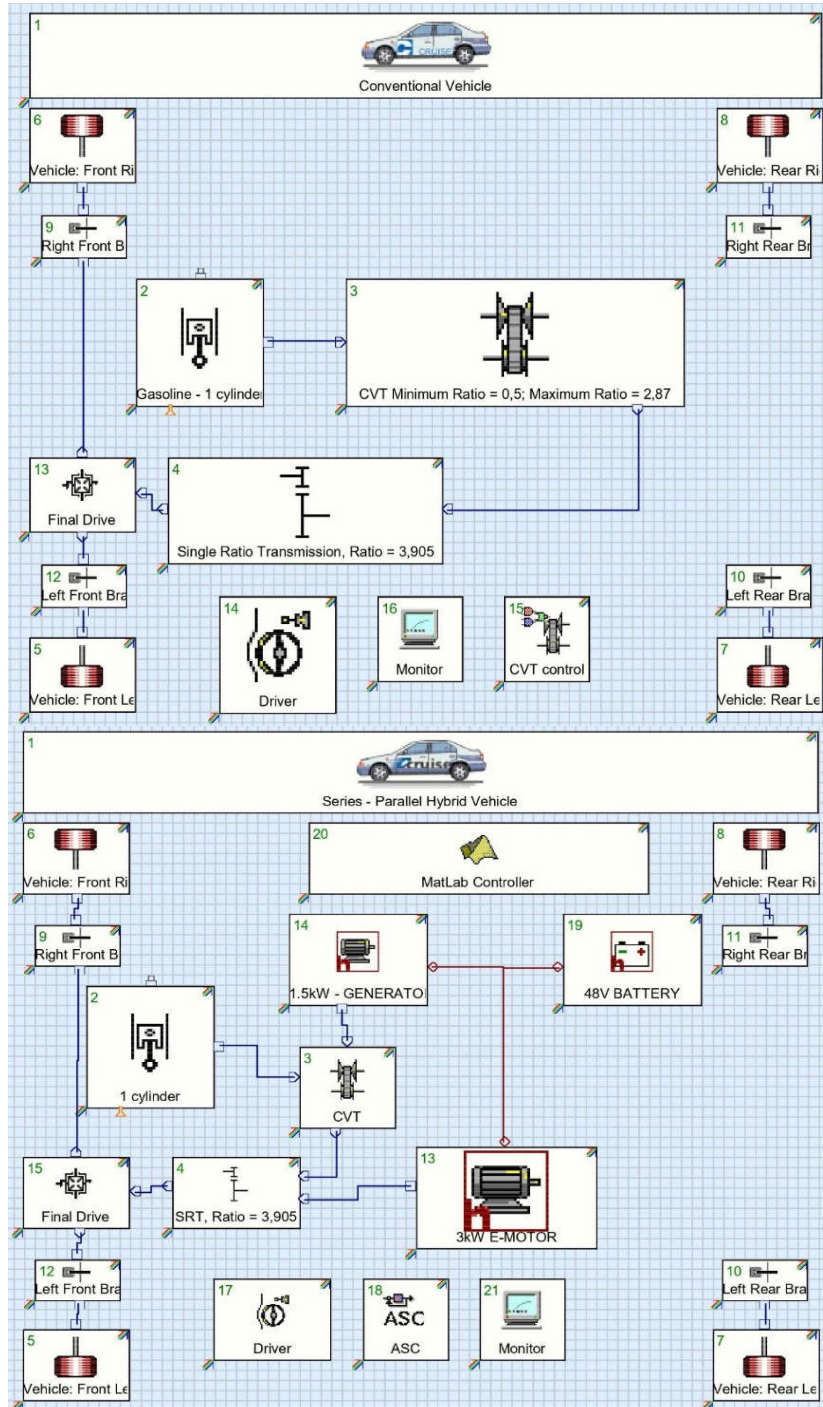 1
CRUISE
Conventional Vehicle
6
Vehicle: Front Ri
8
Vehicle: Rear Ri
9
Right Front B
11
Right Rear Br
2
Gasoline - 1 cylinder
3
CVT Minimum Ratio = 0,5; Maximum Ratio = 2,87
13
Final Drive
4
Single Ratio Transmission, Ratio = 3,905
12
Left Front Bra
10
Left Rear Bra
14
Driver
16
Monitor
15
CVT control
5
Vehicle: Front Le
7
Vehicle: Rear Le
1
Cruise
Series - Parallel Hybrid Vehicle
6
Vehicle: Front Ri
20
MatLab Controller
8
Vehicle: Rear Ri
9
Right Front B
14
1.5kW - GENERATO
19
48V BATTERY
11
Right Rear Br
2
1 cylinder
3
CVT
15
Final Drive
4
SRT, Ratio = 3,905
13
3kW E-MOTOR
12
Left Front Bra
10
Left Rear Bra
17
Driver
18
ASC
ASC
21
Monitor
5
Vehicle: Front Le
7
Vehicle: Rear Le